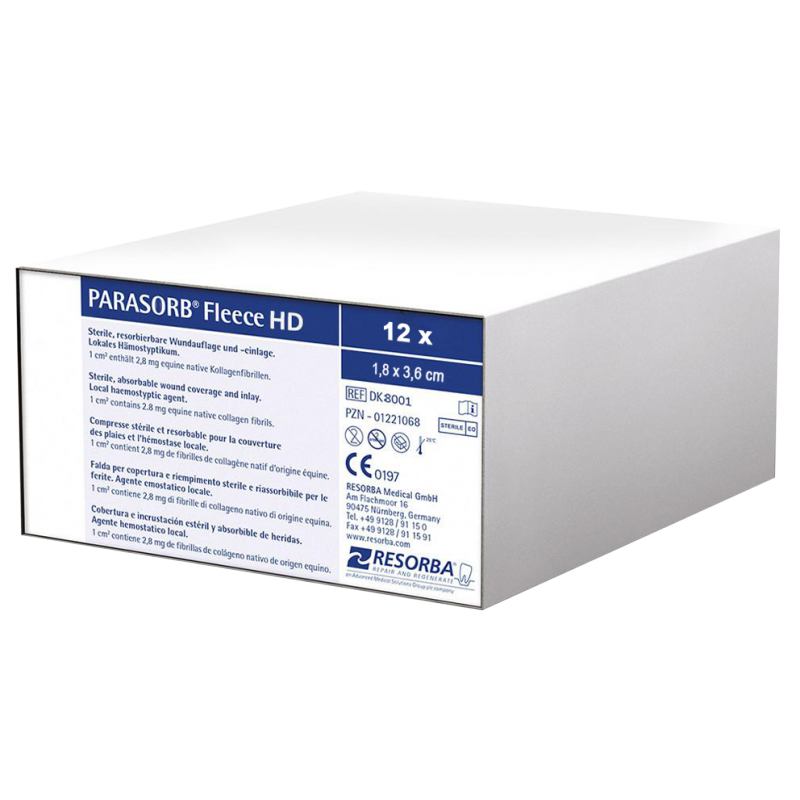 PARASORB® Fleece HD
Sterile, resorbierbare Wundauflage und -einlage.
Lokales Hämostyptikum.
1 cm² enthält 2,8 mg equine native Kollagenfibrillen.
Sterile, absorbable wound coverage and inlay.
Local haemostyptic agent.
1 cm² contains 2.8 mg equine native collagen fibrils.
Compresse stérile et resorbable pour la couverture
des plaies et l'hémostase locale.
1 cm² contient 2,8 mg de fibrilles de collagène natif d'origine équine.
Falda per copertura e riempimento sterile e riassorbibile per le
ferite. Agente emostatico locale.
1 cm² contiene 2,8 mg di fibrille di collageno nativo di origine equina.
Cobertura e incrustación estéril y absorbible de heridas.
Agente hemostatico local.
1 cm² contiene 2,8 mg de fibrillas de colágeno nativo de origen equino.
12 x
1,8 x 3,6 cm
REF DK8001
PZN - 01221068
STERILE EO
25°C
CE 0197
RESORBA Medical GmbH
Am Flachmoor 16
90475 Nürnberg, Germany
Tel. +49 9128 / 91 15 0
Fax +49 9128 / 91 15 91
www.resorba.com
RESORBA®
REPAIR AND REGENERATE
an Advanced Medical Solutions Group plc company